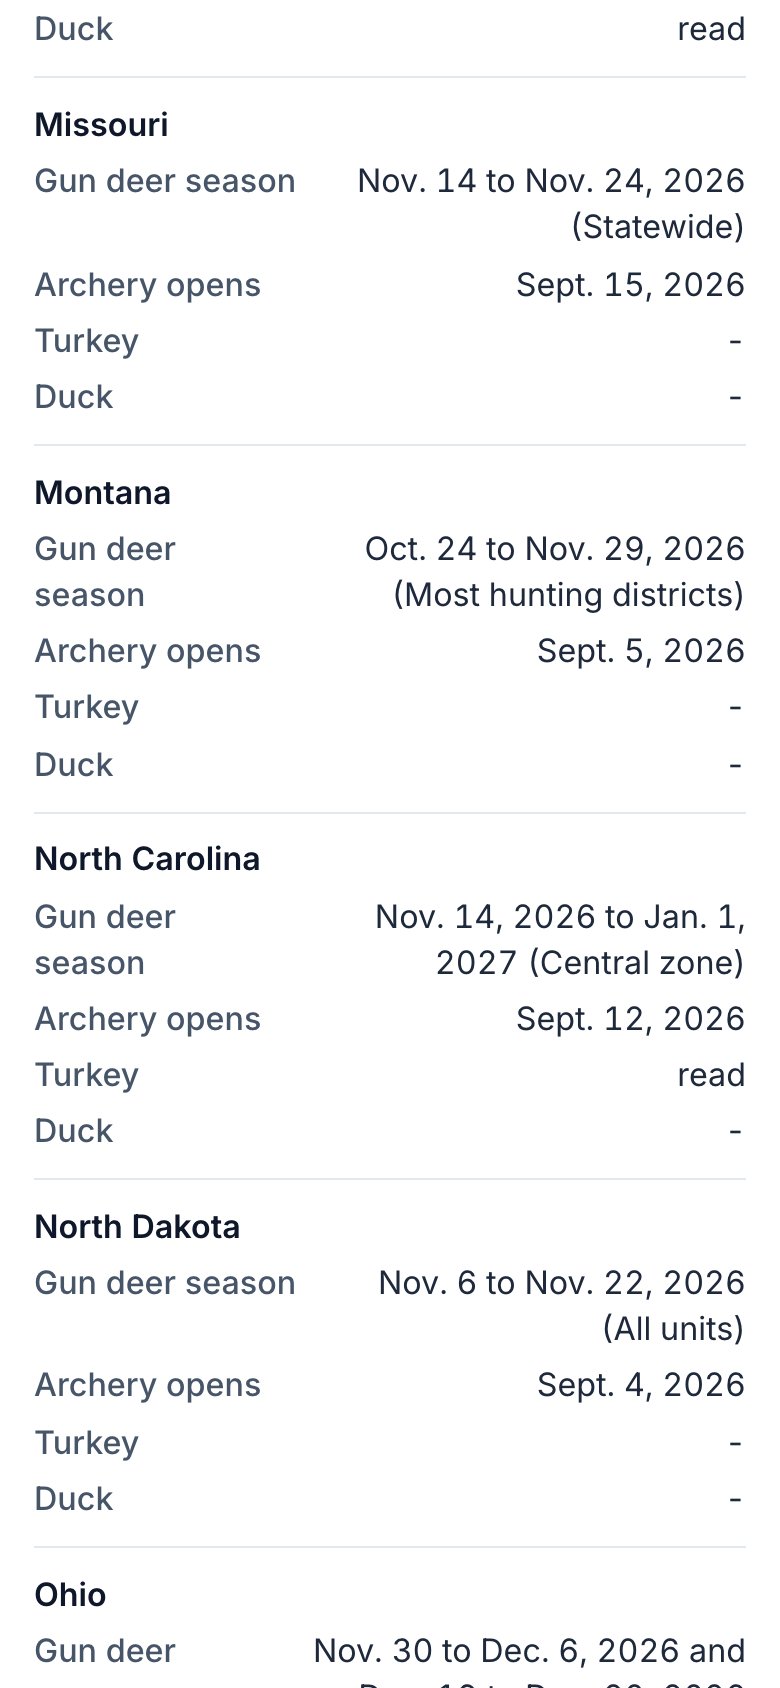 Duck read
Missouri
Gun deer season Nov. 14 to Nov. 24, 2026
(Statewide)
Archery opens Sept. 15, 2026
Turkey -
Duck -
Montana
Gun deer Oct. 24 to Nov. 29, 2026
season (Most hunting districts)
Archery opens Sept. 5, 2026
Turkey -
Duck -
North Carolina
Gun deer Nov. 14, 2026 to Jan. 1,
season 2027 (Central zone)
Archery opens Sept. 12, 2026
Turkey read
Duck -
North Dakota
Gun deer season Nov. 6 to Nov. 22, 2026
(All units)
Archery opens Sept. 4, 2026
Turkey -
Duck -
Ohio
Gun deer Nov. 30 to Dec. 6, 2026 and